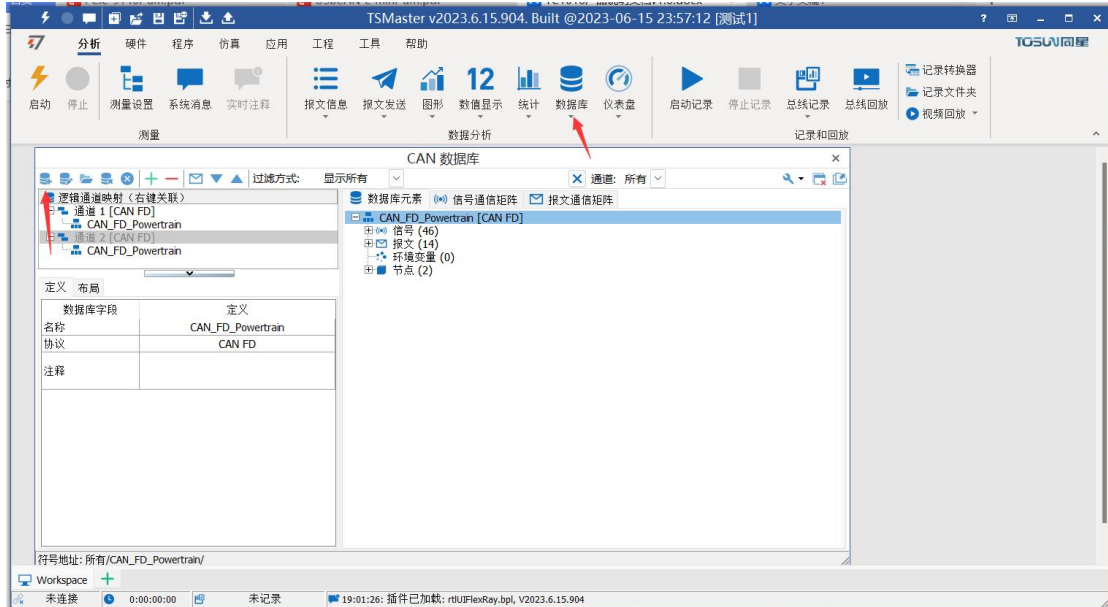 TSMaster v2023.6.15.904. Built @2023-06-15 23:57:12 [测试1]
分析 硬件 程序 仿真 应用 工程 工具 帮助
TOSUN同星
启动 停止 测量设置 系统消息 实时注释 报文信息 报文发送 图形 12 数值显示 统计 数据库 仪表盘 启动记录 停止记录 总线记录 总线回放
记录转换器
记录文件夹
视频回放
测量 数据分析 记录和回放
CAN 数据库
过滤方式: 显示所有 通道: 所有
逻辑通道映射（右键关联）
通道 1 [CAN FD]
CAN_FD_Powertrain
通道 2 [CAN FD]
CAN_FD_Powertrain
数据库元素 信号通信矩阵 报文通信矩阵
CAN_FD_Powertrain [CAN FD]
信号 (46)
报文 (14)
环境变量 (0)
节点 (2)
定义 布局
数据库字段 定义
名称 CAN_FD_Powertrain
协议 CAN FD
注释
符号地址: 所有/CAN_FD_Powertrain/
Workspace
未连接 0:00:00:00 未记录 19:01:26: 插件已加载: rtlUIFlexRay.bpl, V2023.6.15.904